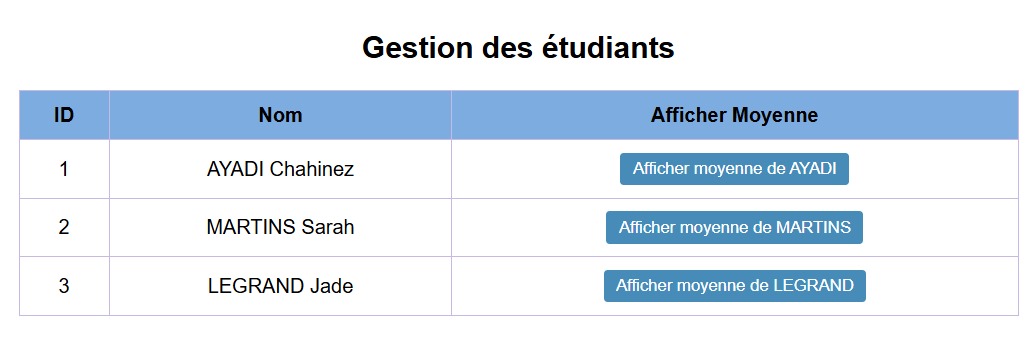 Gestion des étudiants
ID Nom Afficher Moyenne
1 AYADI Chahinez Afficher moyenne de AYADI
2 MARTINS Sarah Afficher moyenne de MARTINS
3 LEGRAND Jade Afficher moyenne de LEGRAND